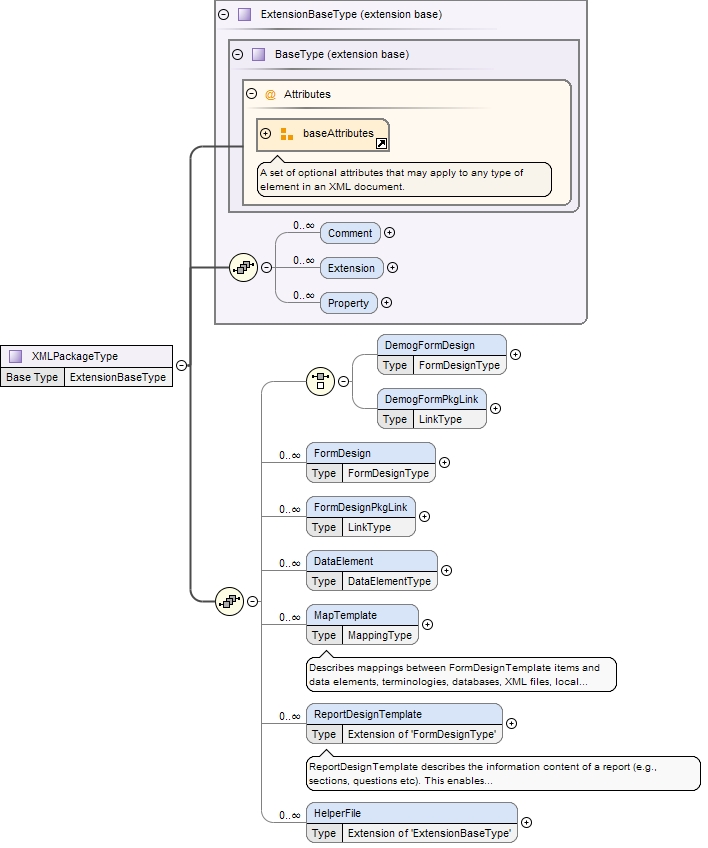 ExtensionBaseType (extension base)
BaseType (extension base)
@ Attributes
baseAttributes
A set of optional attributes that may apply to any type of
element in an XML document.
0..∞
Comment
0..∞
Extension
0..∞
Property
XMLPackageType
Base Type ExtensionBaseType
DemogFormDesign
Type FormDesignType
DemogFormPkgLink
Type LinkType
0..∞ FormDesign
Type FormDesignType
0..∞ FormDesignPkgLink
Type LinkType
0..∞ DataElement
Type DataElementType
0..∞ MapTemplate
Type MappingType
Describes mappings between FormDesignTemplate items and
data elements, terminologies, databases, XML files, local...
0..∞ ReportDesignTemplate
Type Extension of 'FormDesignType'
ReportDesignTemplate describes the information content of a report (e.g.,
sections, questions etc). This enables...
0..∞ HelperFile
Type Extension of 'ExtensionBaseType'